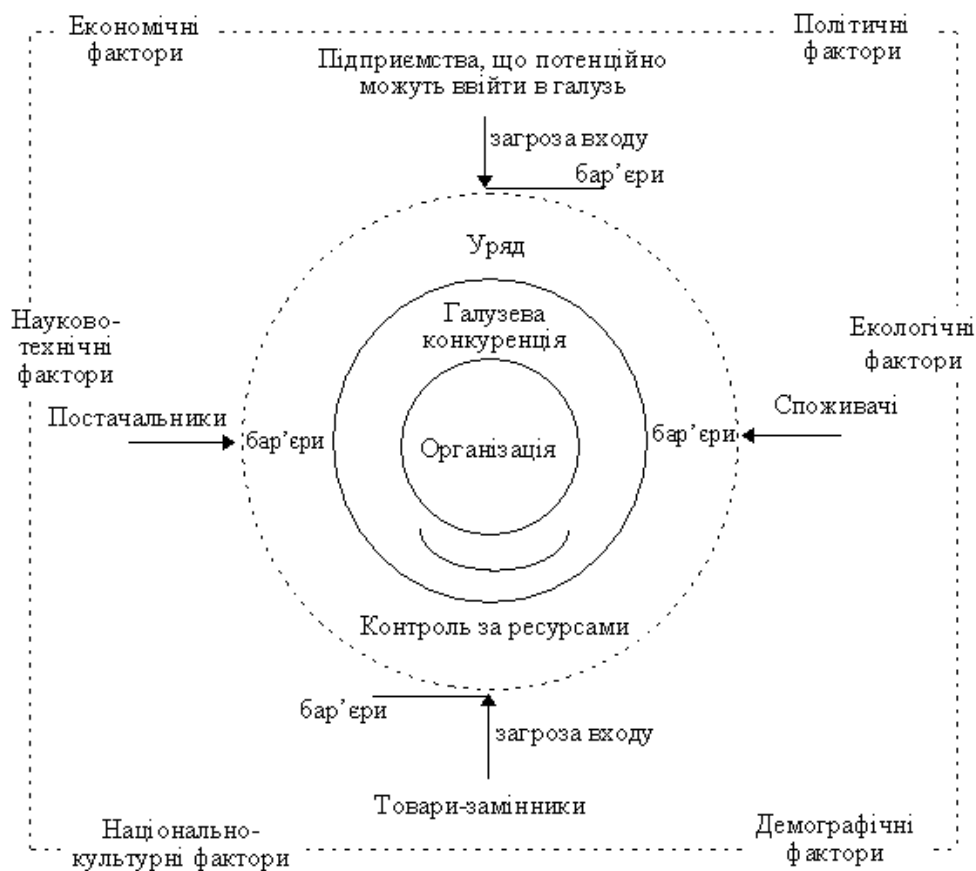 Економічні
фактори
Політичні
фактори
Підприємства, що потенційно
можуть ввійти в галузь
загроза входу
бар’єри
Уряд
Галузева
конкуренція
Науково-
технічні
фактори
Екологічні
фактори
Постачальники
Споживачі
бар’єри
Організація
бар’єри
Контроль за ресурсами
бар’єри
загроза входу
Товари-замінники
Національно-
культурні фактори
Демографічні
фактори